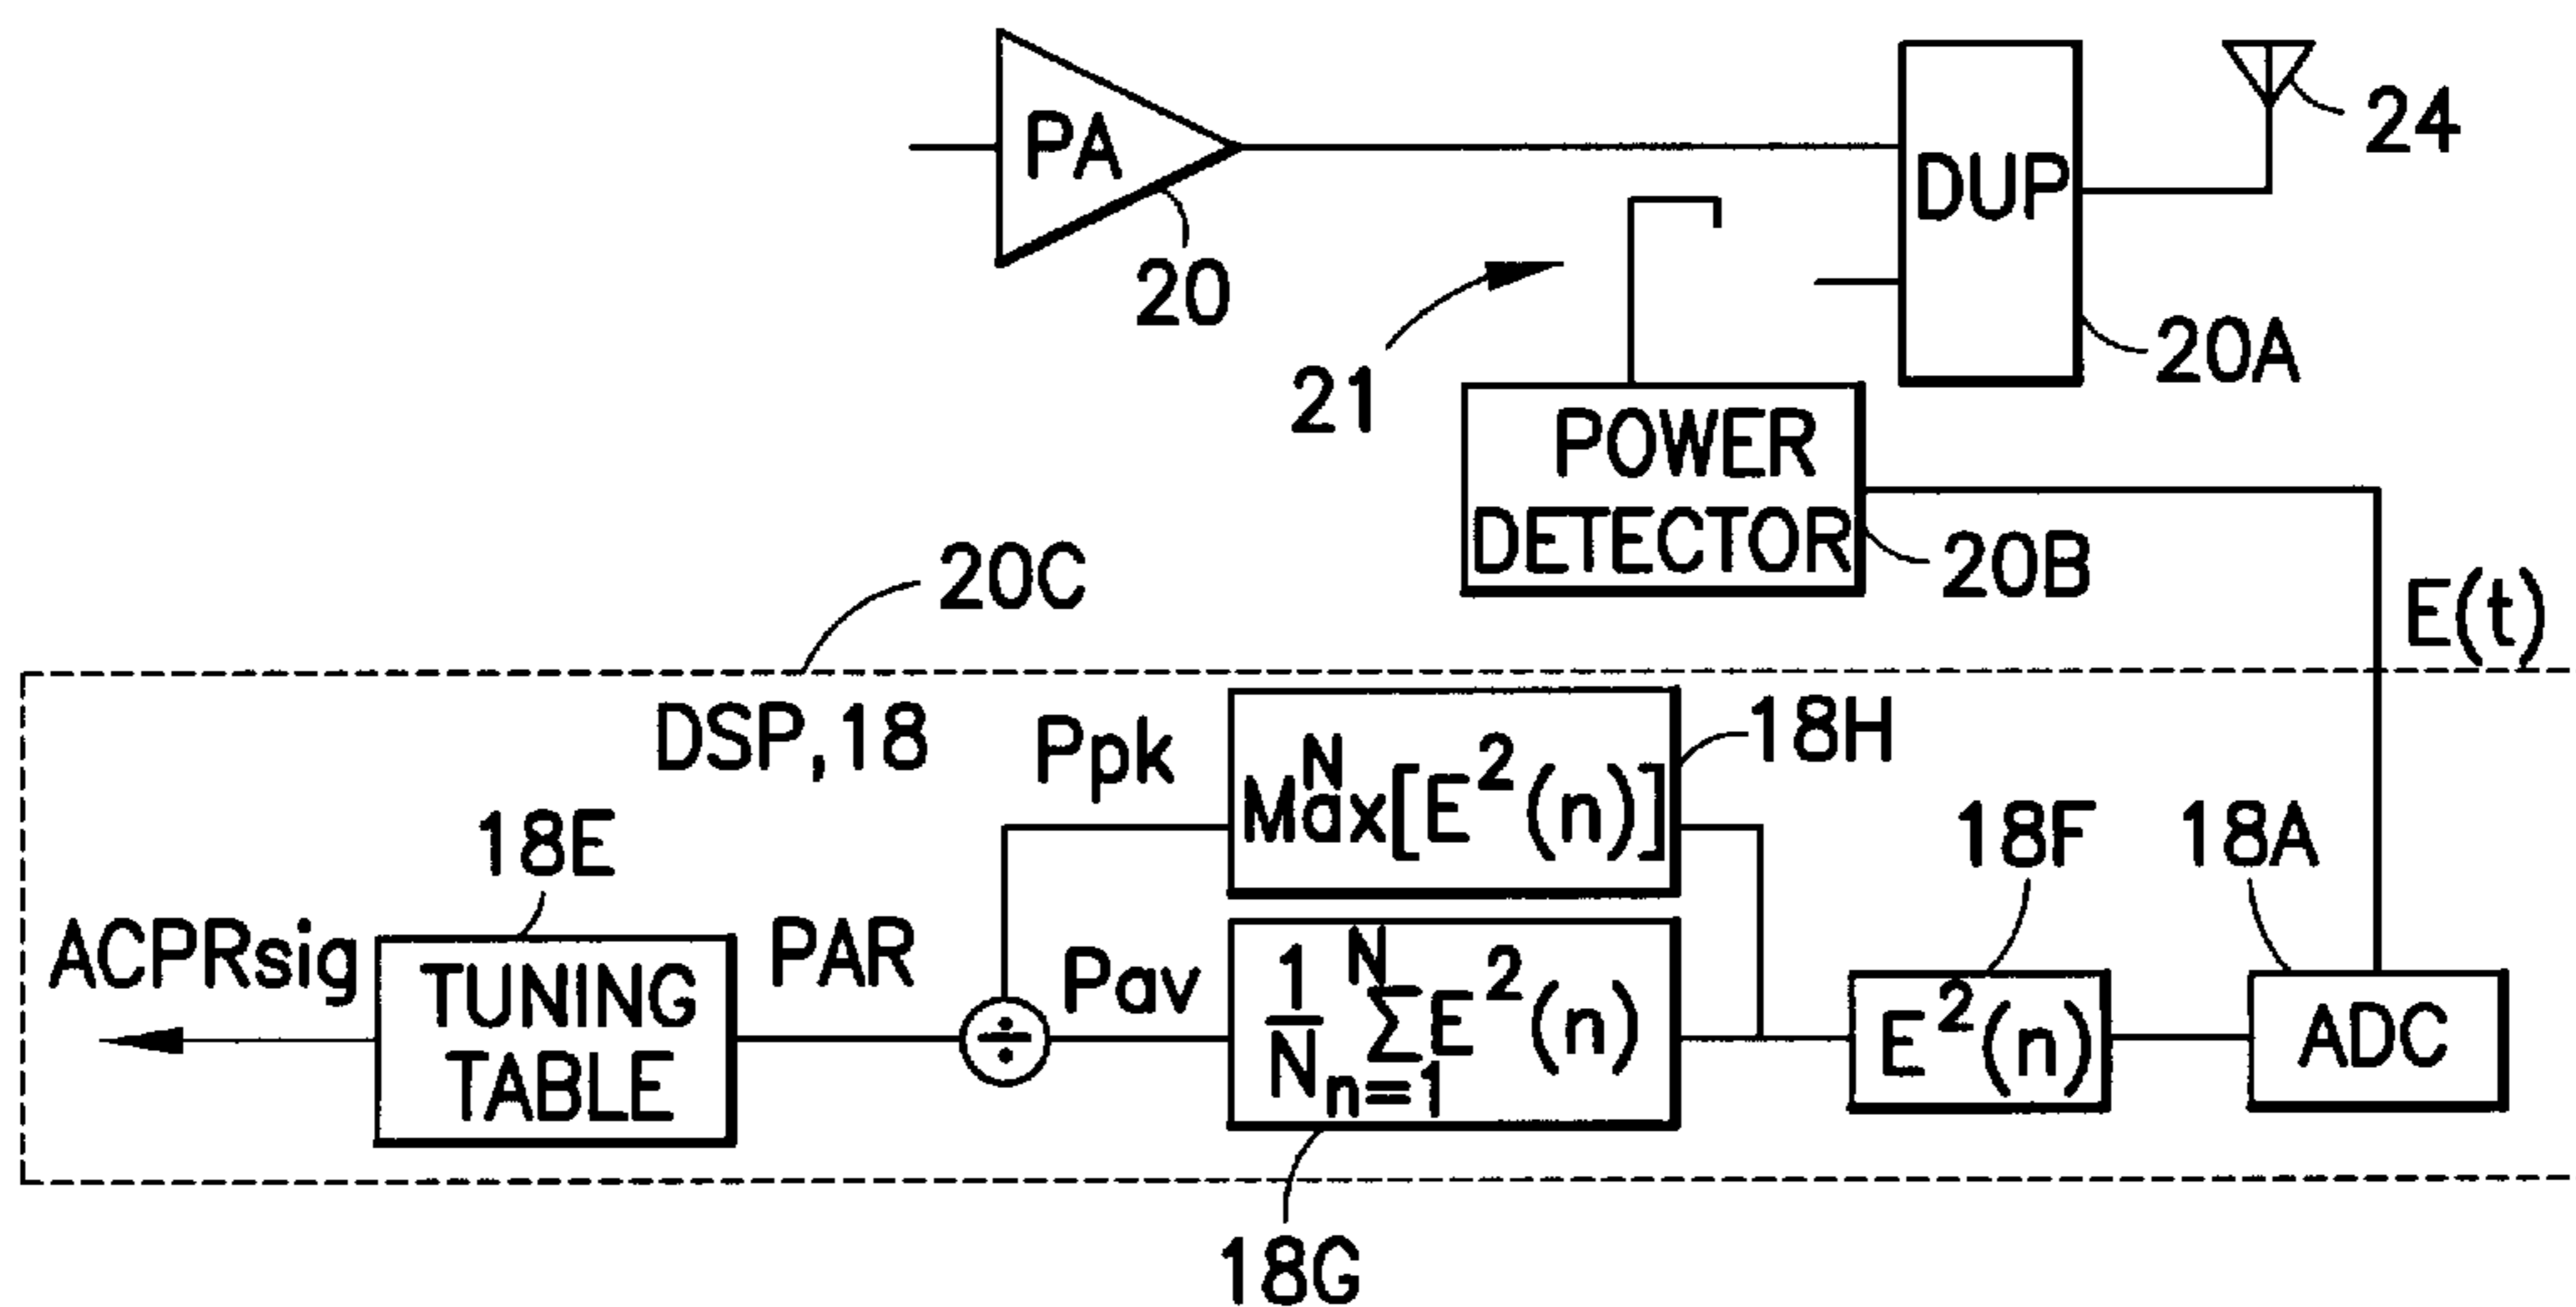 PA
20
DUP
24
20A
21
POWER
DETECTOR
20B
E(t)
20C
DSP,18
Ppk
Max[E²(n)]
N
18H
18E
18F
18A
ACPRsig
TUNING
TABLE
PAR
÷
Pav
1/N N Σ n=1 E²(n)
E²(n)
ADC
18G